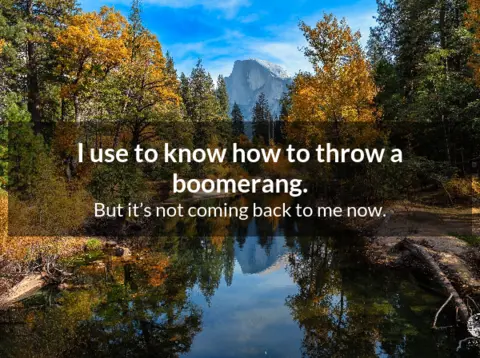 I use to know how to throw a
boomerang.
But it's not coming back to me now.